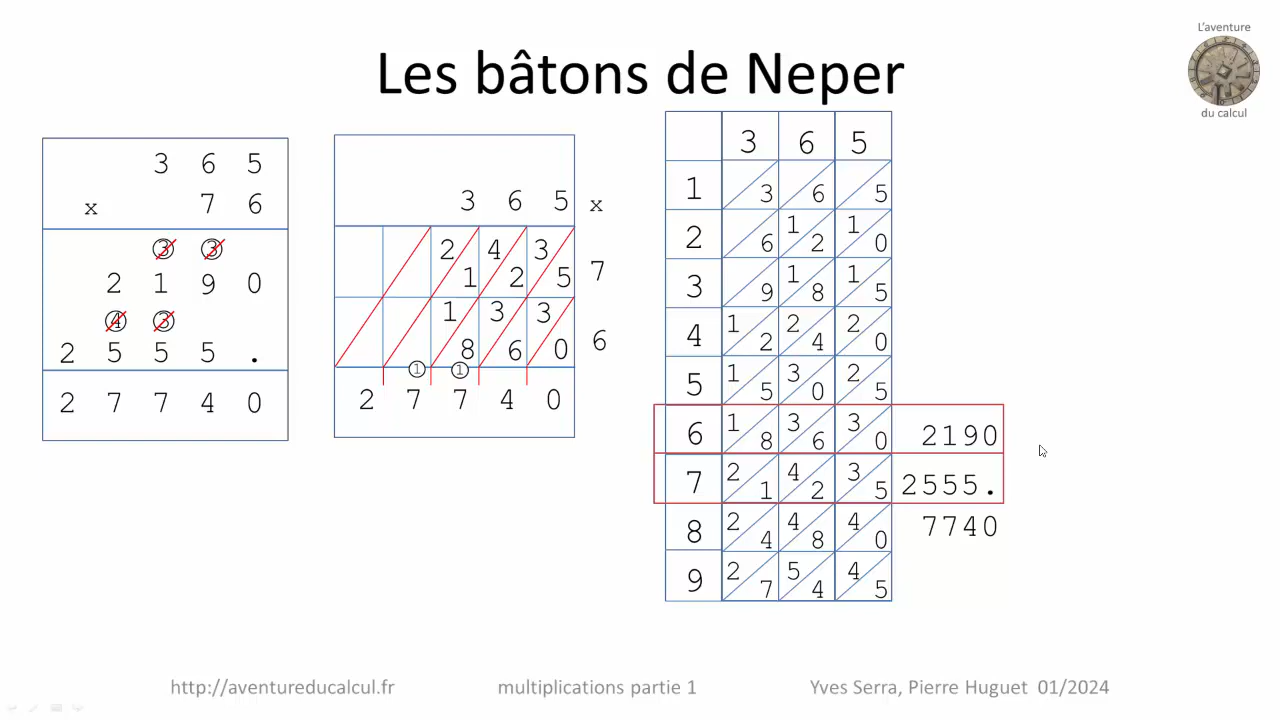 L'aventure
du calcul
Les bâtons de Neper
3 6 5
x 7 6
3 3
2 1 9 0
4 3
2 5 5 5 .
2 7 7 4 0
3 6 5 x
2 4 3
1 2 5 7
1 3 3
8 6 0 6
1 1
2 7 7 4 0
3 6 5
1 3 6 5
2 6 1 2 1 0
3 9 1 8 1 5
4 1 2 2 4 2 0
5 1 5 3 0 2 5
6 1 8 3 6 3 0 2190
7 2 1 4 2 3 5 2555.
8 2 4 4 8 4 0 7740
9 2 7 5 4 4 5
http://aventureducalcul.fr
multiplications partie 1
Yves Serra, Pierre Huguet 01/2024